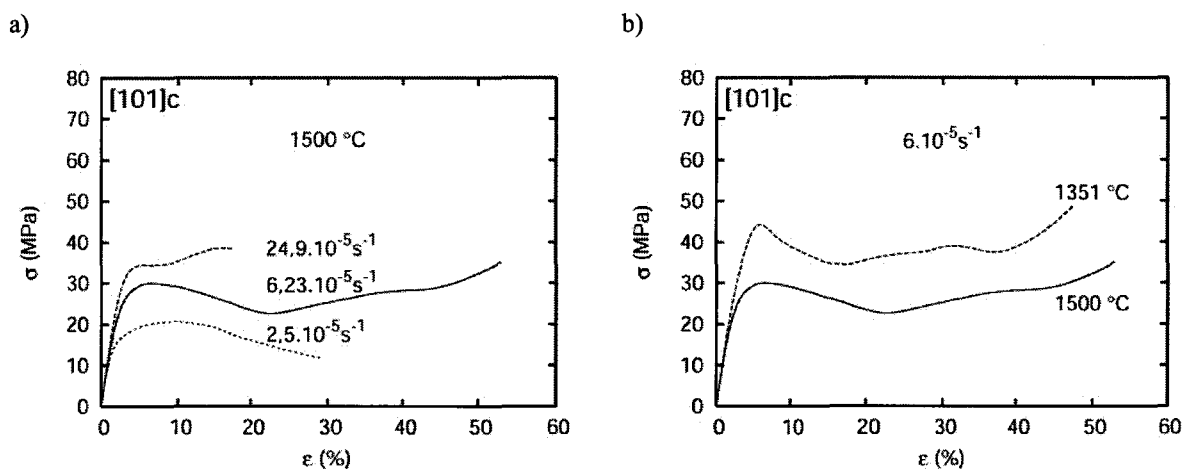 a)
80
70
60
50
40
30
20
10
0
σ (MPa)
[101]c
1500 °C
24,9.10⁻⁵s⁻¹
6,23.10⁻⁵s⁻¹
2,5.10⁻⁵s⁻¹
0 10 20 30 40 50 60
ε (%)
b)
80
70
60
50
40
30
20
10
0
σ (MPa)
[101]c
6.10⁻⁵s⁻¹
1351 °C
1500 °C
0 10 20 30 40 50 60
ε (%)